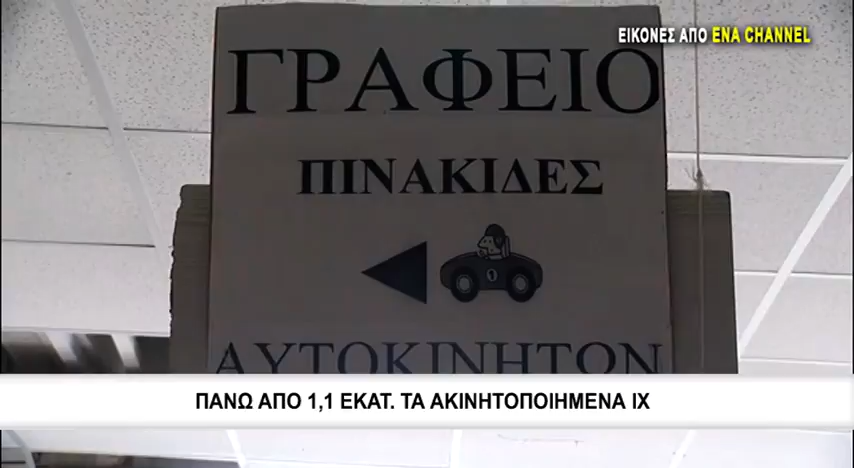 ΕΙΚΟΝΕΣ ΑΠΟ ENA CHANNEL
ΓΡΑΦΕΙΟ
ΠΙΝΑΚΙΔΕΣ
1
ΑΥΤΟΚΙΝΗΤΩΝ
ΠΑΝΩ ΑΠΟ 1,1 ΕΚΑΤ. ΤΑ ΑΚΙΝΗΤΟΠΟΙΗΜΕΝΑ ΙΧ